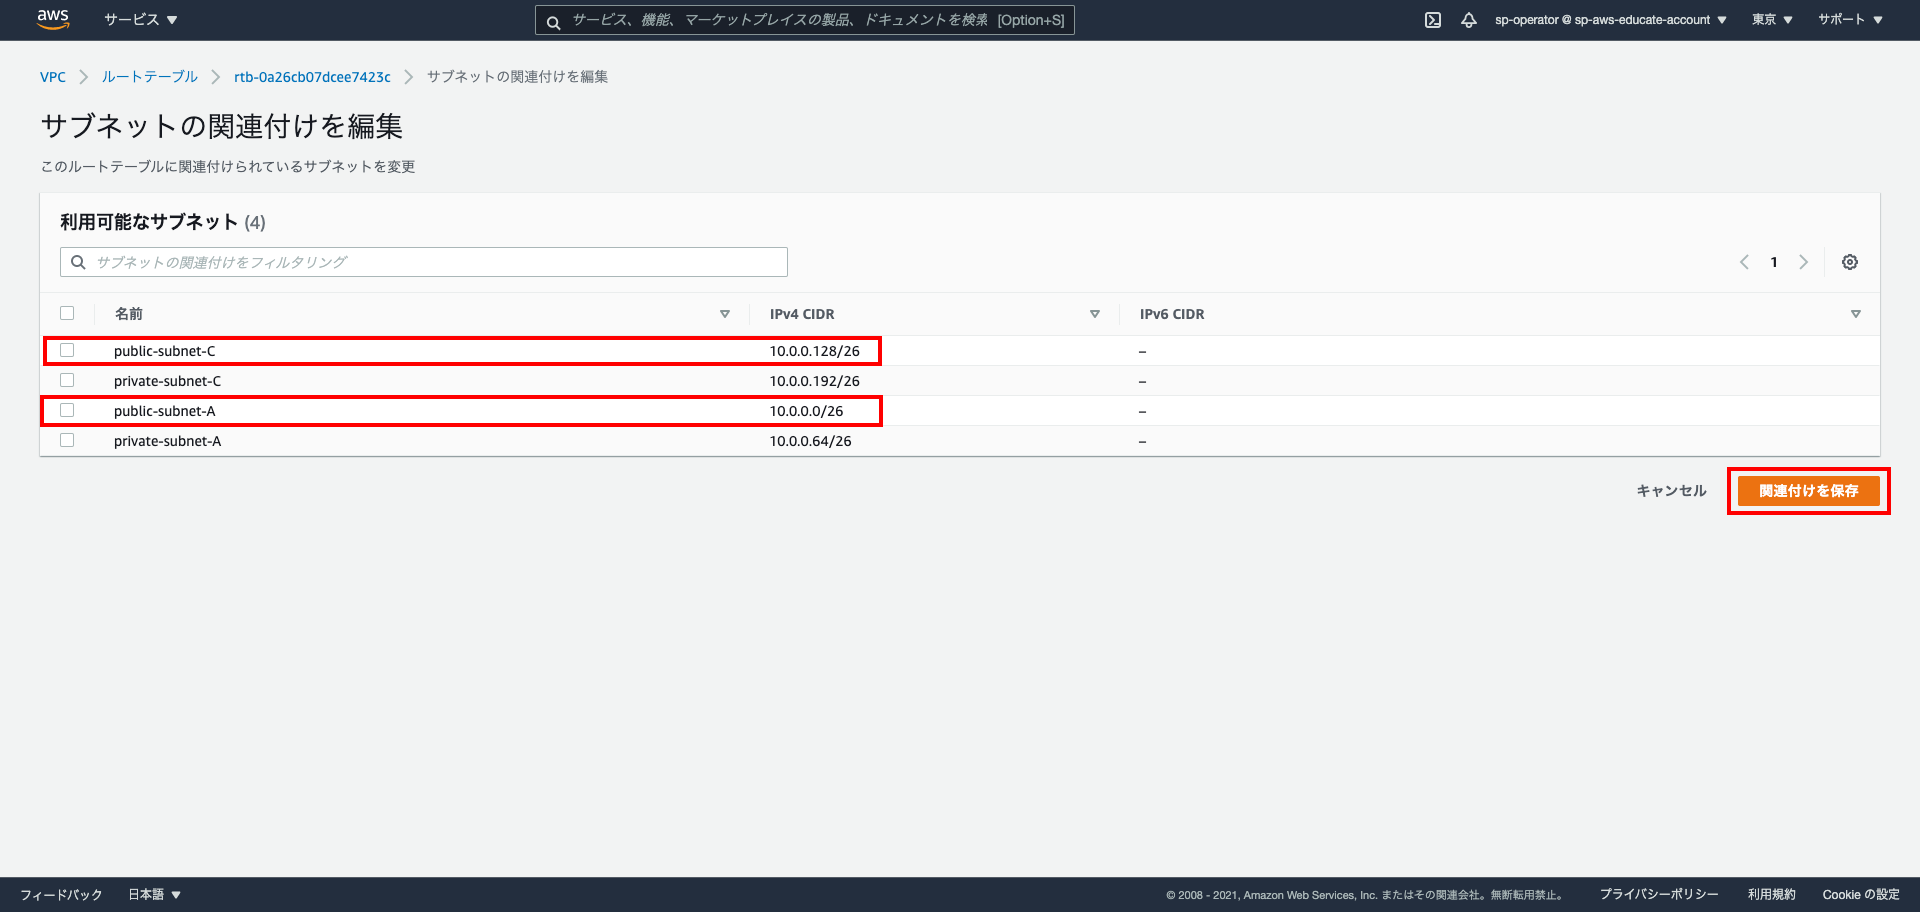 aws サービス サービス、機能、マーケットプレイスの製品、ドキュメントを検索 [Option+S] sp-operator @ sp-aws-educate-account 東京 サポート
VPC ルートテーブル rtb-0a26cb07dcee7423c サブネットの関連付けを編集
サブネットの関連付けを編集
このルートテーブルに関連付けられているサブネットを変更
利用可能なサブネット (4)
サブネットの関連付けをフィルタリング 1
名前 IPv4 CIDR IPv6 CIDR
public-subnet-C 10.0.0.128/26 –
private-subnet-C 10.0.0.192/26 –
public-subnet-A 10.0.0.0/26 –
private-subnet-A 10.0.0.64/26 –
キャンセル 関連付けを保存
フィードバック 日本語 © 2008 - 2021, Amazon Web Services, Inc. またはその関連会社。無断転用禁止。 プライバシーポリシー 利用規約 Cookie の設定